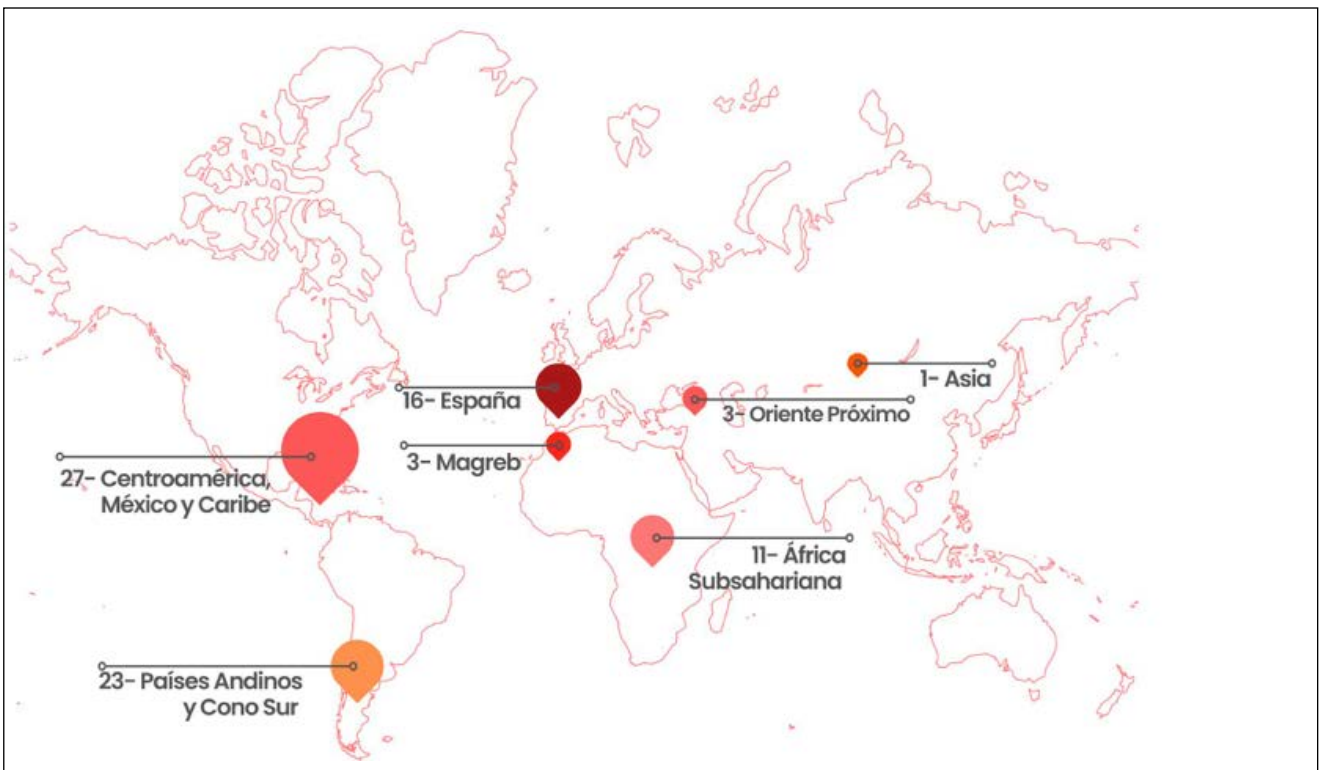 1- Asia
16- España
3- Oriente Próximo
3- Magreb
27- Centroamérica,
México y Caribe
11- África
Subsahariana
23- Países Andinos
y Cono Sur